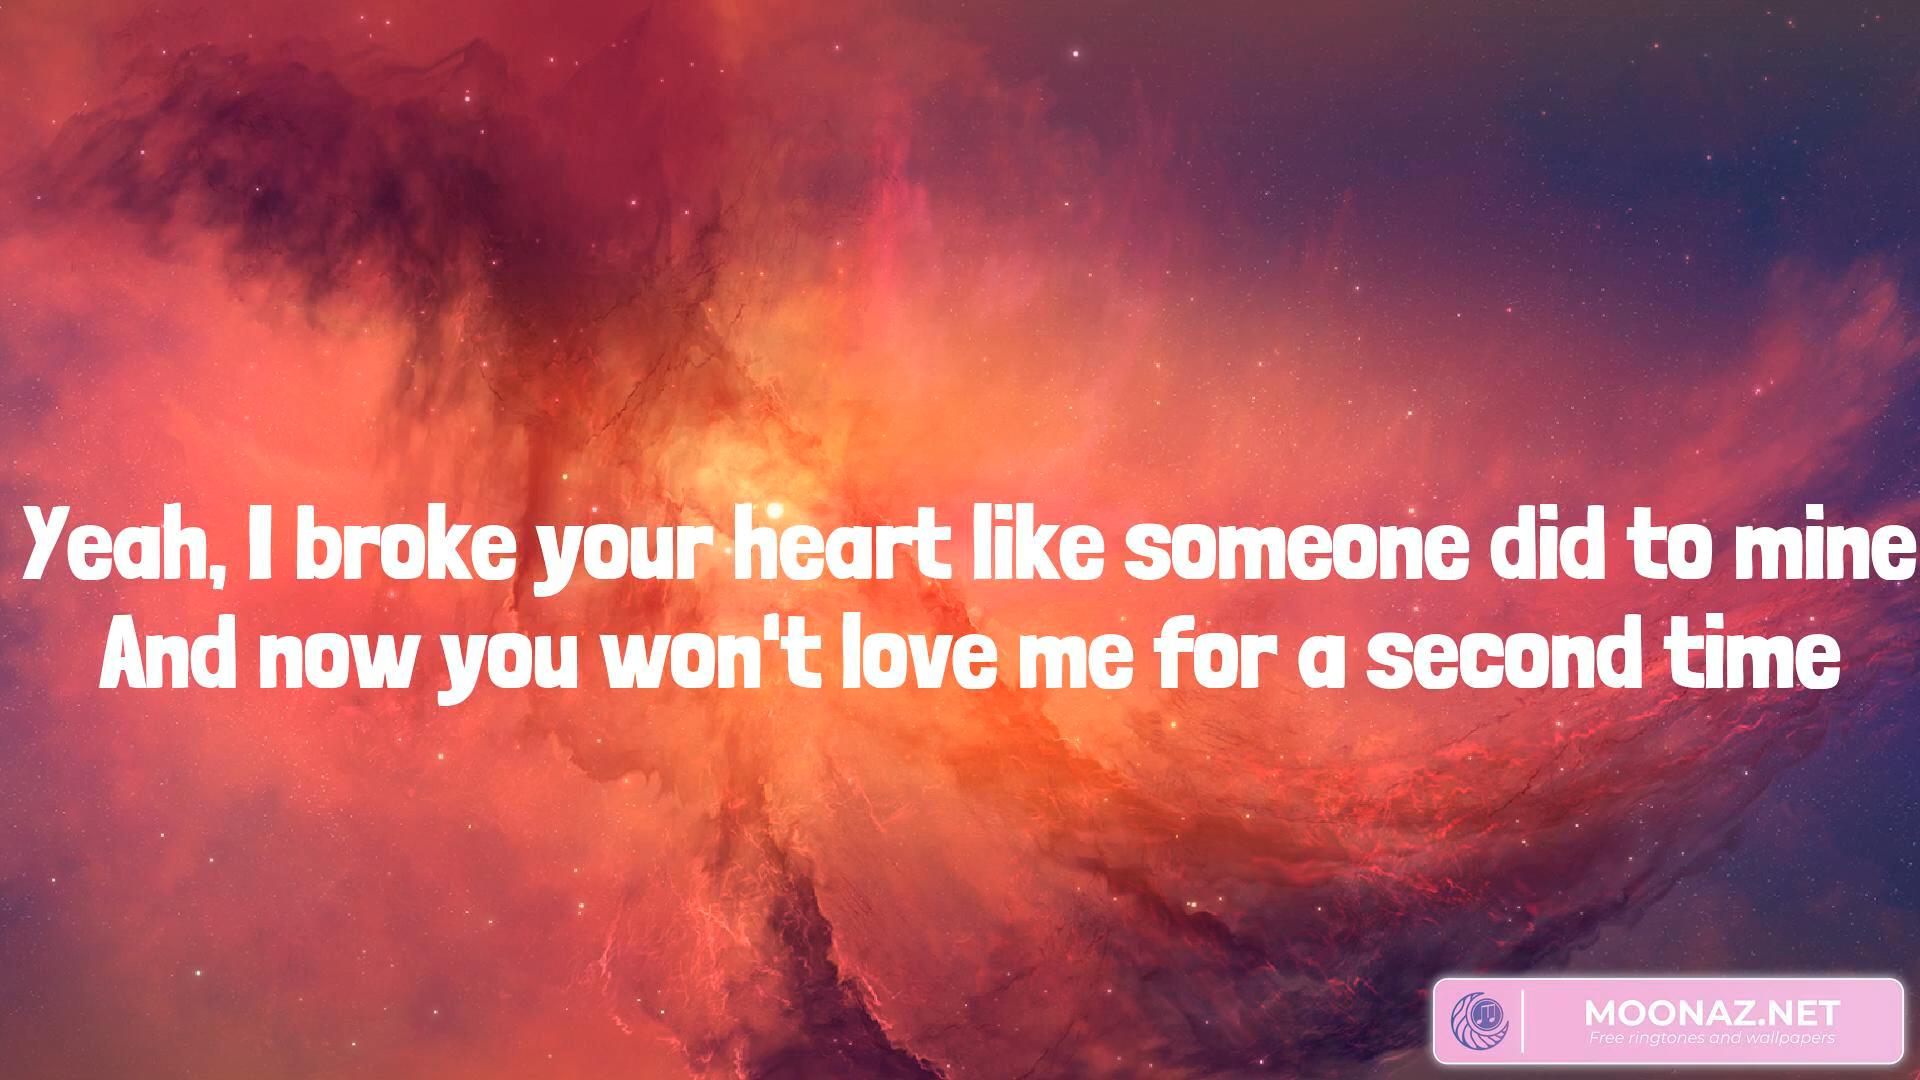 Yeah, I broke your heart like someone did to mine
And now you won't love me for a second time
MOONAZ.NET
Free ringtones and wallpapers